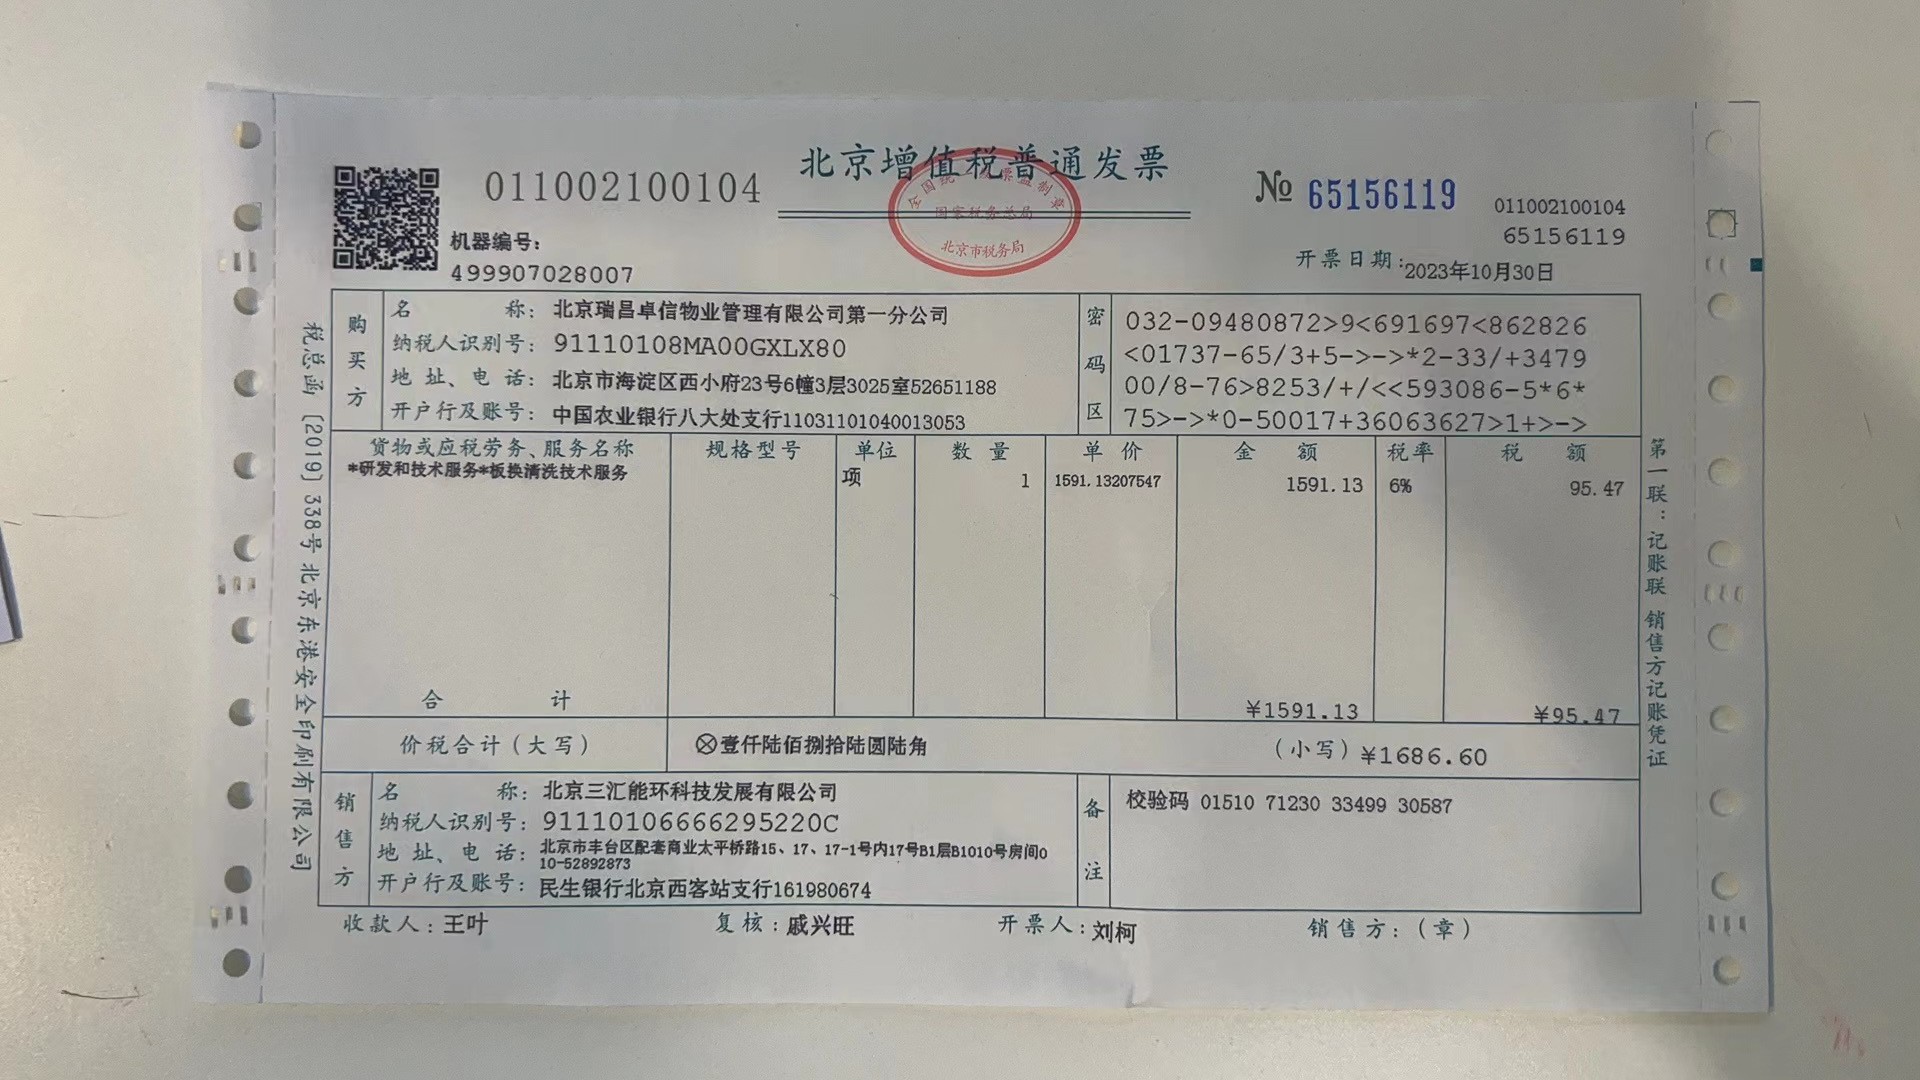 北京增值税普通发票
011002100104
№ 65156119
011002100104
65156119
机器编号:
499907028007
开票日期: 2023年10月30日
国家税务总局
北京市税务局
税总函〔2019〕338号 北京东港安全印刷有限公司
购买方
名 称: 北京瑞昌卓信物业管理有限公司第一分公司
纳税人识别号: 91110108MA00GXLX80
地 址、电 话: 北京市海淀区西小府23号6幢3层3025室52651188
开户行及账号: 中国农业银行八大处支行11031101040013053
密码区
032-09480872>9<691697<862826
<01737-65/3+5->->*2-33/+3479
00/8-76>8253/+/<<593086-5*6*
75>->*0-50017+36063627>1+>->
货物或应税劳务、服务名称 规格型号 单位 数 量 单 价 金 额 税率 税 额
*研发和技术服务*板换清洗技术服务 项 1 1591.13207547 1591.13 6% 95.47
合 计 ¥1591.13 ¥95.47
价税合计(大写) ⊗壹仟陆佰捌拾陆圆陆角 (小写) ¥1686.60
销售方
名 称: 北京三汇能环科技发展有限公司
纳税人识别号: 91110106666295220C
地 址、电 话: 北京市丰台区配套商业太平桥路15、17、17-1号内17号B1层B1010号房间0
10-52892873
开户行及账号: 民生银行北京西客站支行161980674
备注
校验码 01510 71230 33499 30587
收款人: 王叶 复核: 戚兴旺 开票人: 刘柯 销售方:(章)
第一联:记账联 销售方记账凭证